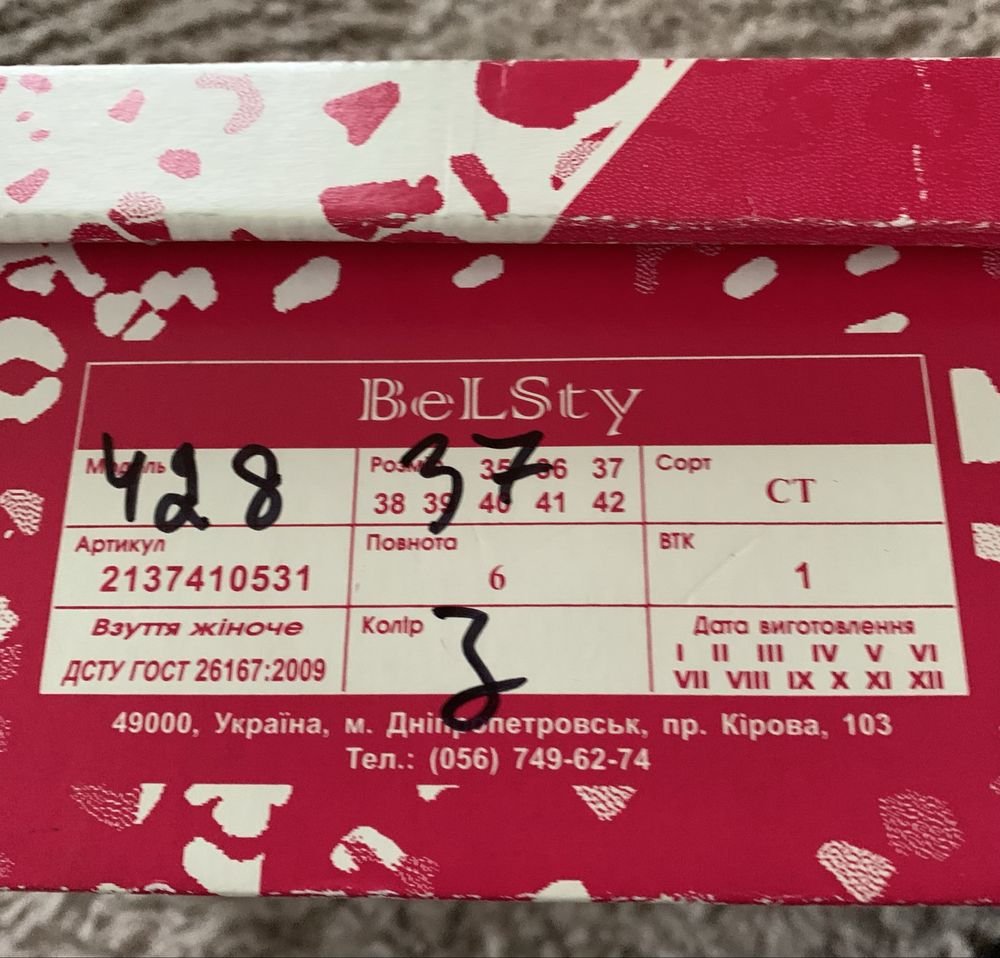 BeLSty
Модель 428
Розмір 37 35 36 37
38 39 40 41 42
Сорт
СТ
Артикул
2137410531
Повнота
6
ВТК
1
Взуття жіноче
ДСТУ ГОСТ 26167:2009
Колір
Дата виготовлення
I II III IV V VI
VII VIII IX X XI XII
49000, Україна, м. Дніпропетровськ, пр. Кірова, 103
Тел.: (056) 749-62-74